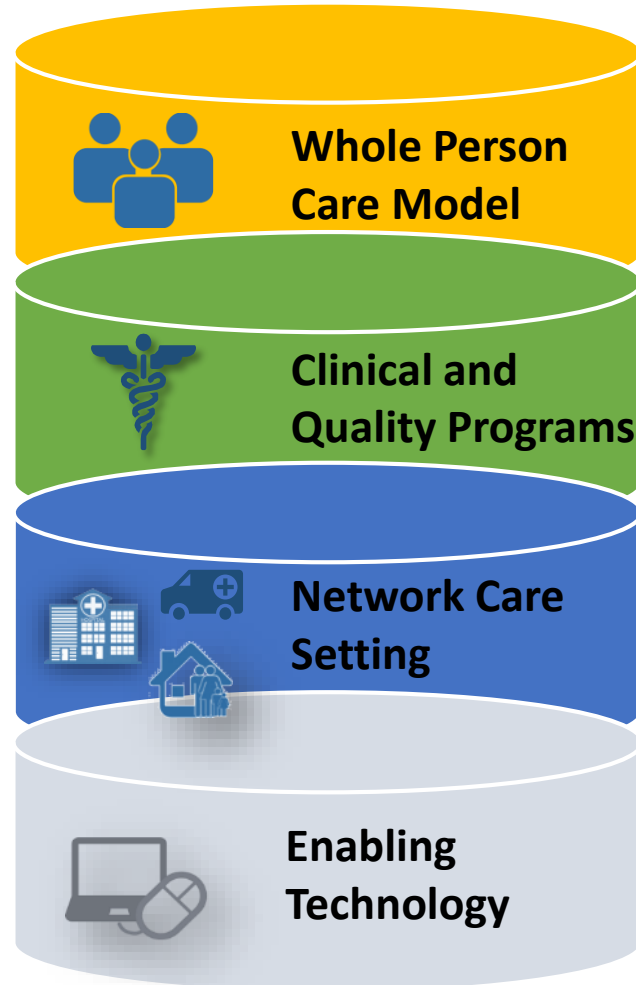 Whole Person
Care Model
Clinical and
Quality Programs
Network Care
Setting
Enabling
Technology